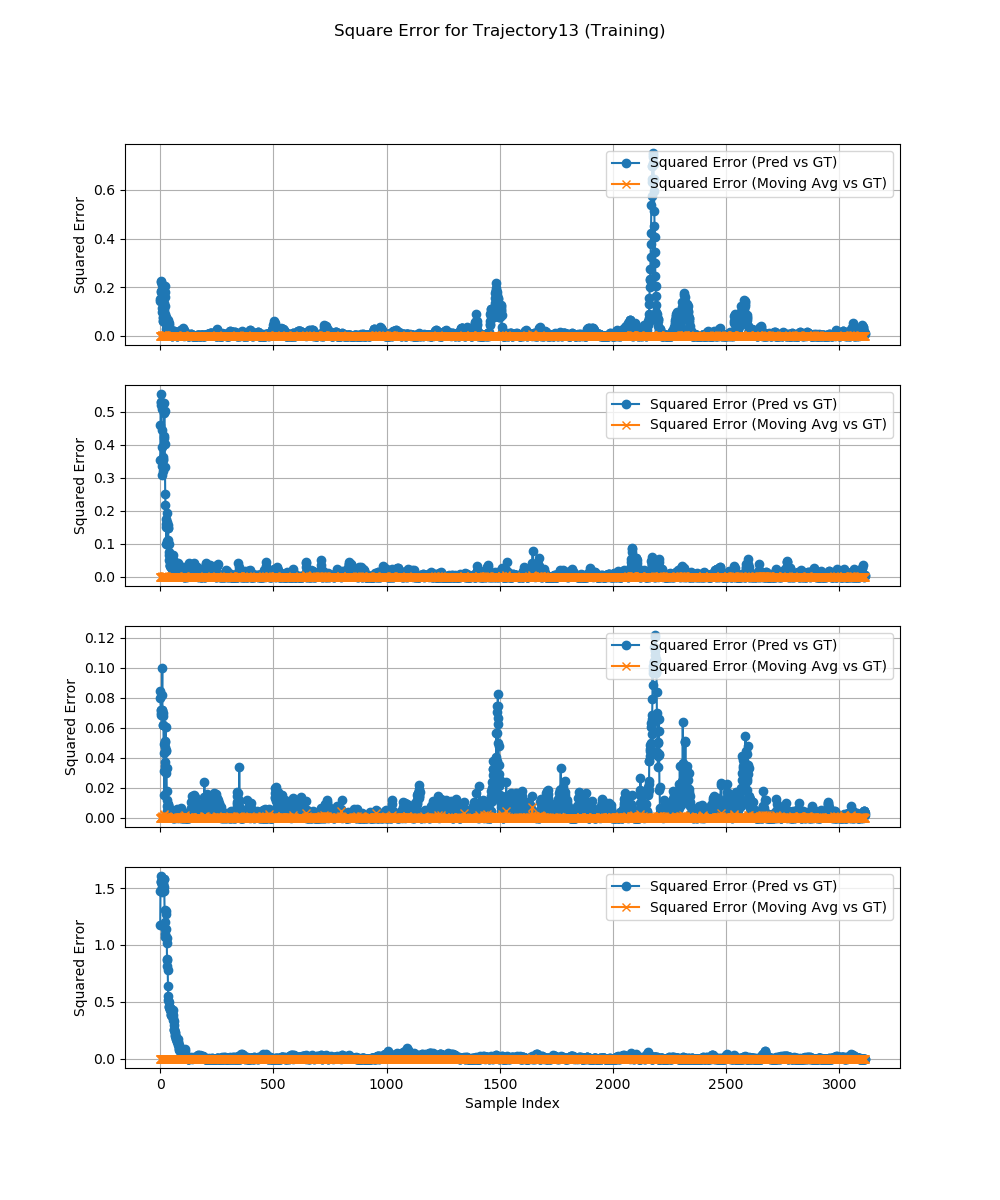 Square Error for Trajectory13 (Training)
Squared Error
0.6
0.4
0.2
0.0
Squared Error (Pred vs GT)
Squared Error (Moving Avg vs GT)
Squared Error
0.5
0.4
0.3
0.2
0.1
0.0
Squared Error (Pred vs GT)
Squared Error (Moving Avg vs GT)
Squared Error
0.12
0.10
0.08
0.06
0.04
0.02
0.00
Squared Error (Pred vs GT)
Squared Error (Moving Avg vs GT)
Squared Error
1.5
1.0
0.5
0.0
Squared Error (Pred vs GT)
Squared Error (Moving Avg vs GT)
0 500 1000 1500 2000 2500 3000
Sample Index